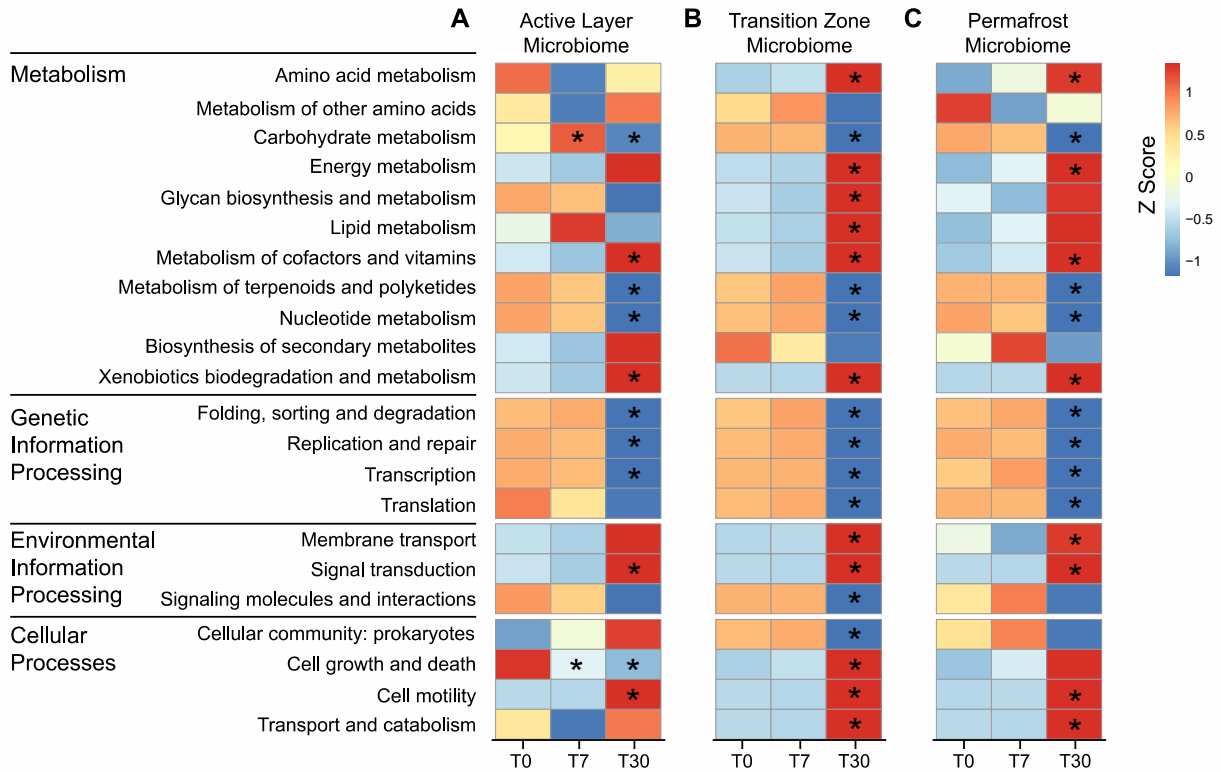 A Active Layer Microbiome
B Transition Zone Microbiome
C Permafrost Microbiome
Metabolism
Amino acid metabolism *  *
Metabolism of other amino acids
Carbohydrate metabolism * * * *
Energy metabolism * *
Glycan biosynthesis and metabolism *
Lipid metabolism *
Metabolism of cofactors and vitamins * * *
Metabolism of terpenoids and polyketides * * *
Nucleotide metabolism * * *
Biosynthesis of secondary metabolites
Xenobiotics biodegradation and metabolism * * *
Genetic
Information
Processing
Folding, sorting and degradation * * *
Replication and repair * * *
Transcription * * *
Translation * *
Environmental
Information
Processing
Membrane transport * *
Signal transduction * * *
Signaling molecules and interactions *
Cellular
Processes
Cellular community: prokaryotes *
Cell growth and death * * *
Cell motility * * *
Transport and catabolism * *
T0 T7 T30
T0 T7 T30
T0 T7 T30
1
0.5
0
−0.5
−1
Z Score